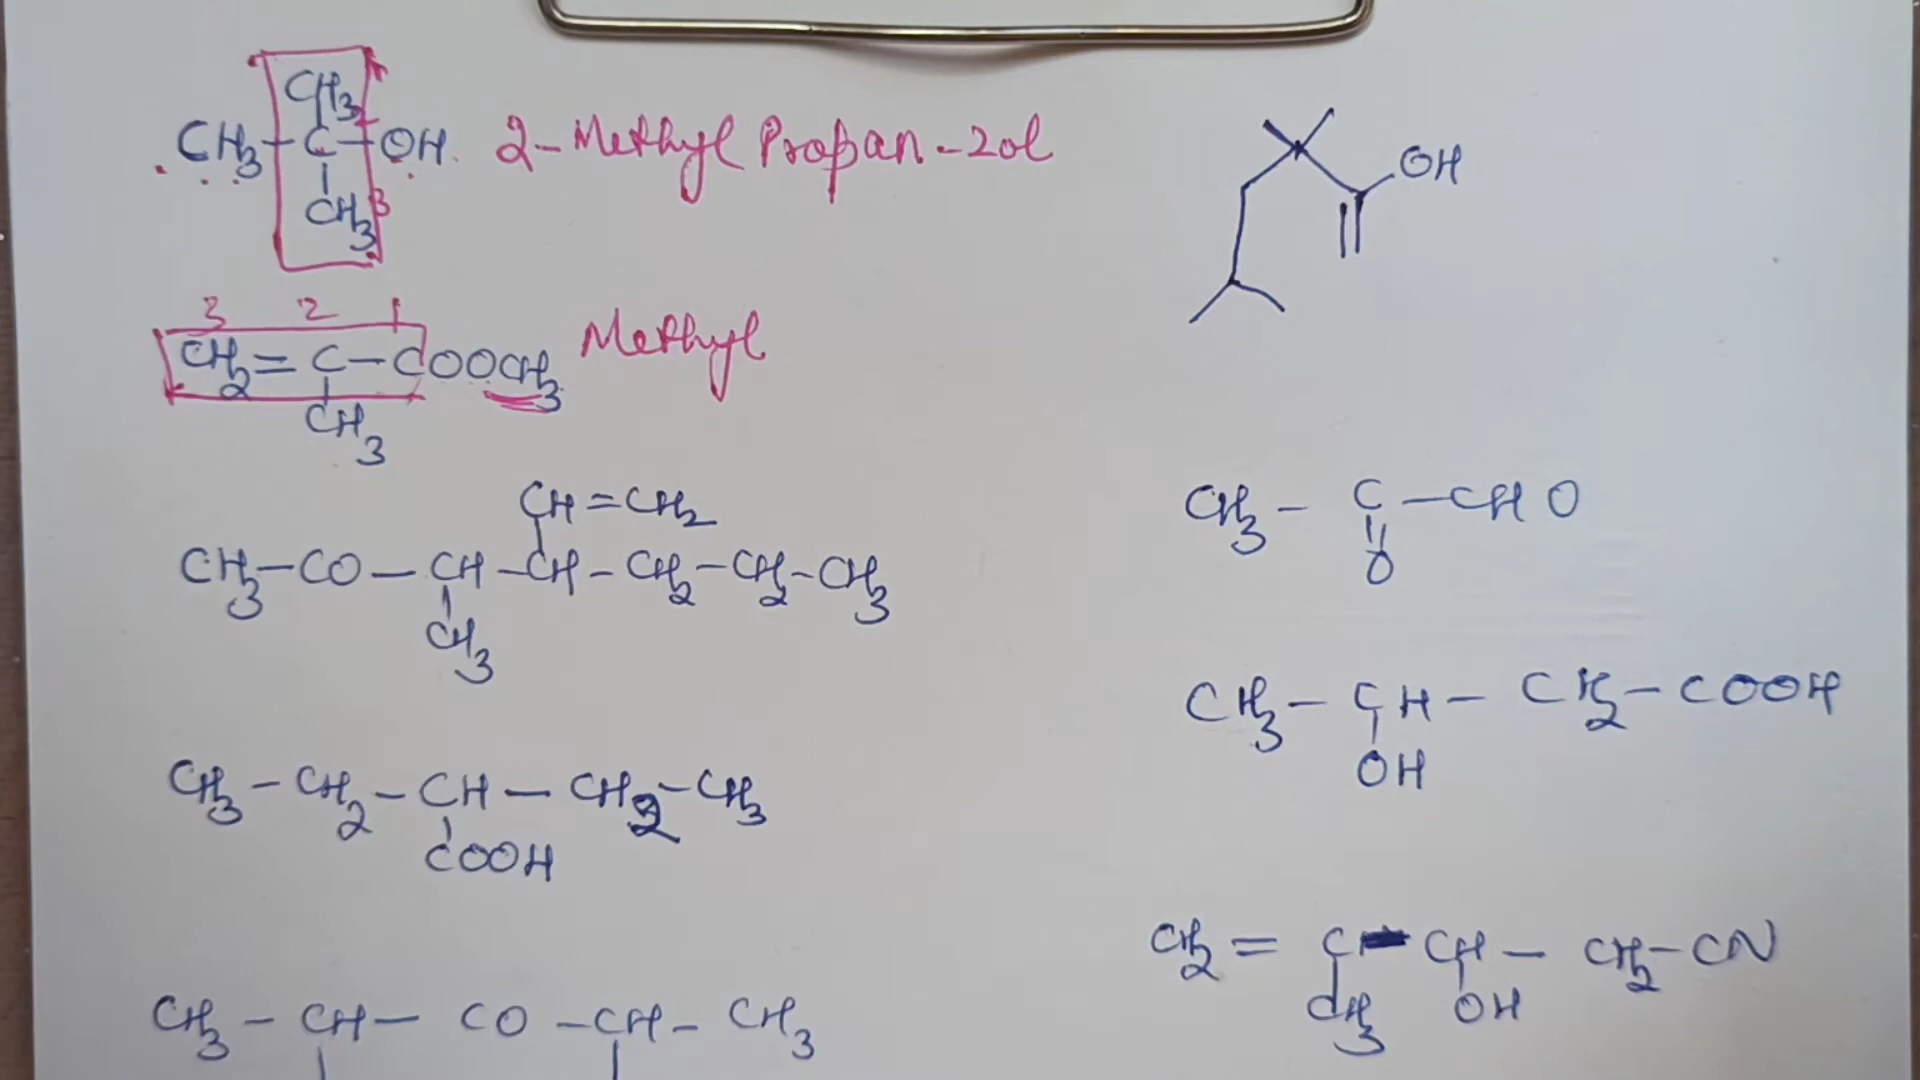 CH3
CH3-C-OH. 2-Methyl Propan-2ol
CH3
3 2 1
CH2=C-COOCH3 Methyl
CH3
CH=CH2
CH3-CO-CH-CH-CH2-CH2-CH3
CH3
CH3-CH2-CH-CH2-CH3
COOH
CH3-CH-CO-CH-CH3
OH
CH3-C-CHO
O
CH3-CH-CH2-COOH
OH
CH2=C-CH-CH2-CN
CH3 OH